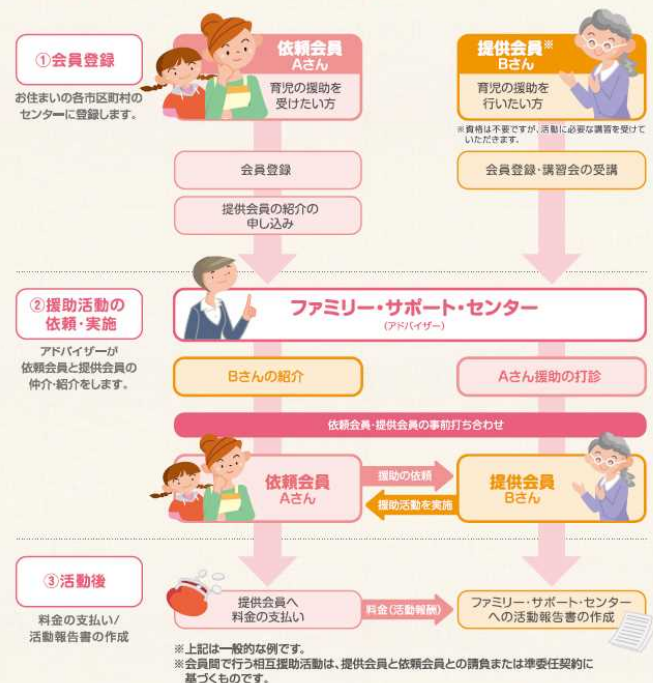 ①会員登録
お住まいの各市区町村の
センターに登録します。
依頼会員
Aさん
育児の援助を
受けたい方
提供会員※
Bさん
育児の援助を
行いたい方
※資格は不要ですが、活動に必要な講習を受けて
いただきます。
会員登録
提供会員の紹介の
申し込み
会員登録・講習会の受講
②援助活動の
依頼・実施
アドバイザーが
依頼会員と提供会員の
仲介・紹介をします。
ファミリー・サポート・センター
(アドバイザー)
Bさんの紹介
Aさん援助の打診
依頼会員・提供会員の事前打ち合わせ
依頼会員
Aさん
援助の依頼
援助活動を実施
提供会員
Bさん
③活動後
料金の支払い/
活動報告書の作成
提供会員へ
料金の支払い
料金(活動報酬)
ファミリー・サポート・センター
への活動報告書の作成
※上記は一般的な例です。
※会員間で行う相互援助活動は、提供会員と依頼会員との請負または準委任契約に
基づくものです。